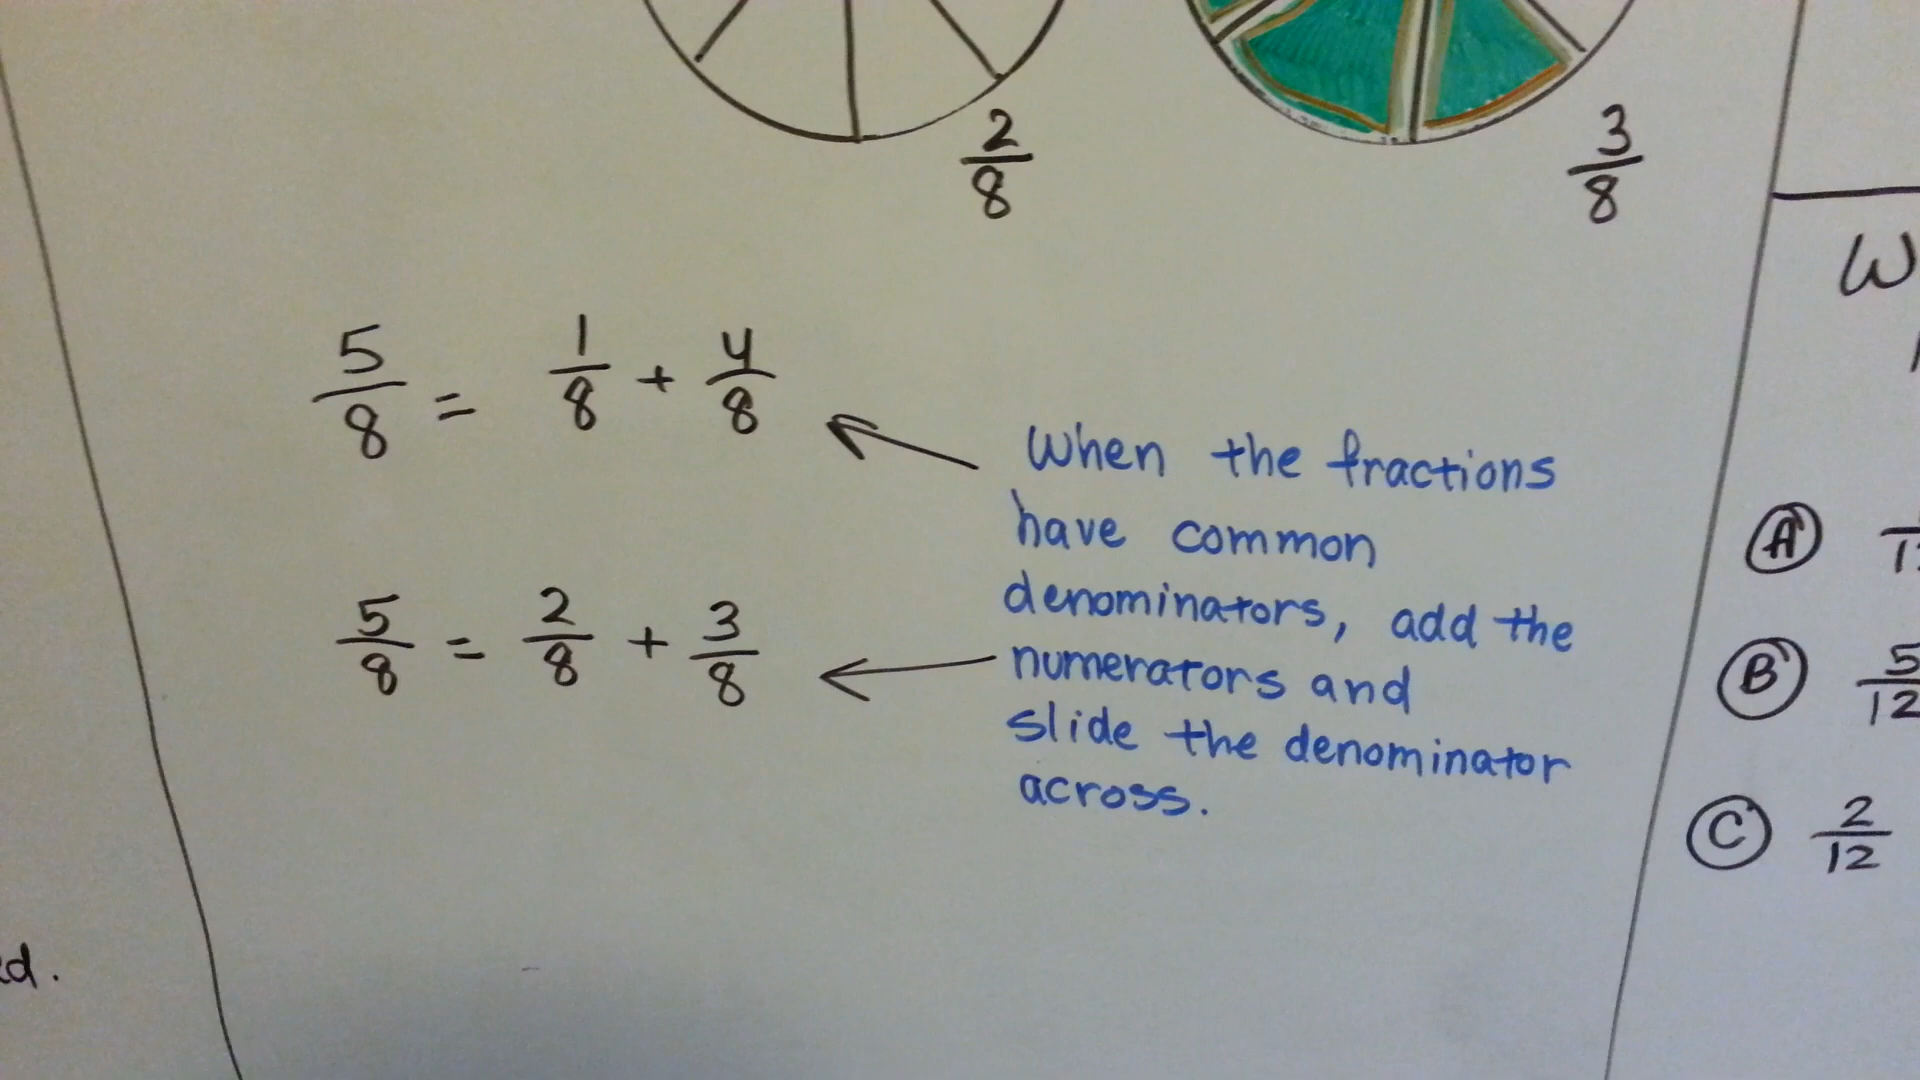 2/8
3/8
5/8 = 1/8 + 4/8
When the fractions
have common
denominators, add the
numerators and
slide the denominator
across.
5/8 = 2/8 + 3/8
W
A
B 5/12
C 2/12
ed.